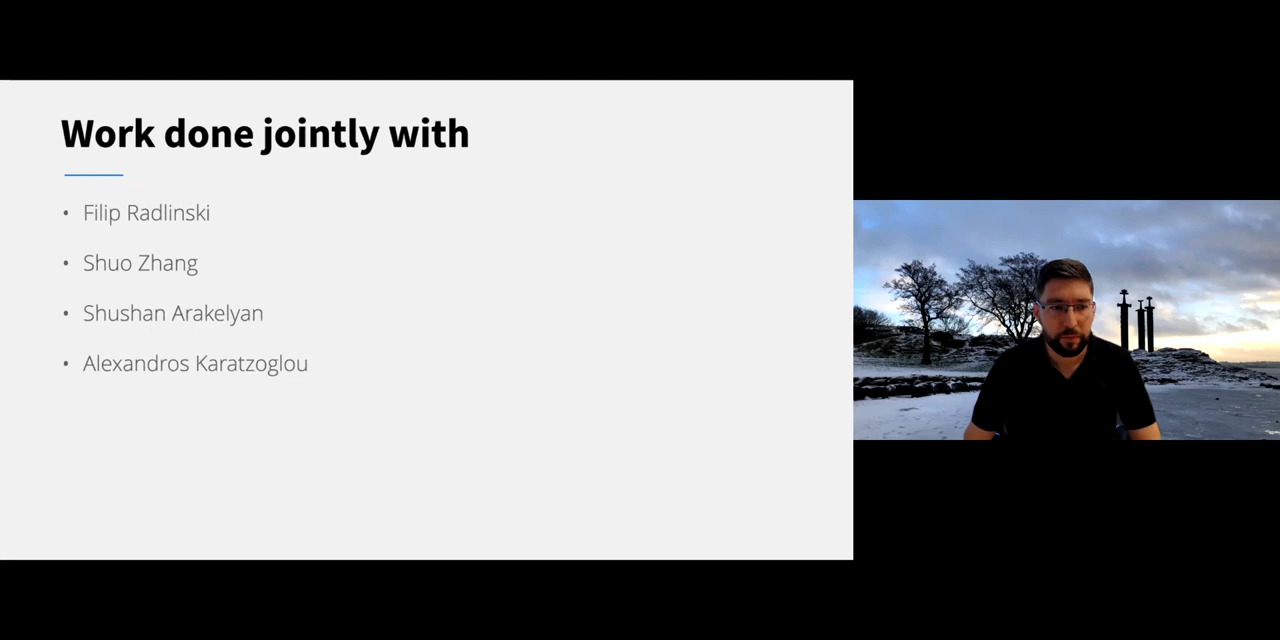 Work done jointly with
• Filip Radlinski
• Shuo Zhang
• Shushan Arakelyan
• Alexandros Karatzoglou